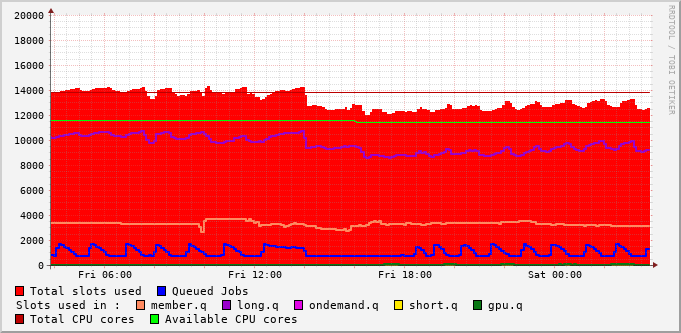 20000
18000
16000
14000
12000
10000
8000
6000
4000
2000
0
Fri 06:00 Fri 12:00 Fri 18:00 Sat 00:00
RRDTOOL / TOBI OETIKER
Total slots used Queued Jobs
Slots used in : member.q long.q ondemand.q short.q gpu.q
Total CPU cores Available CPU cores